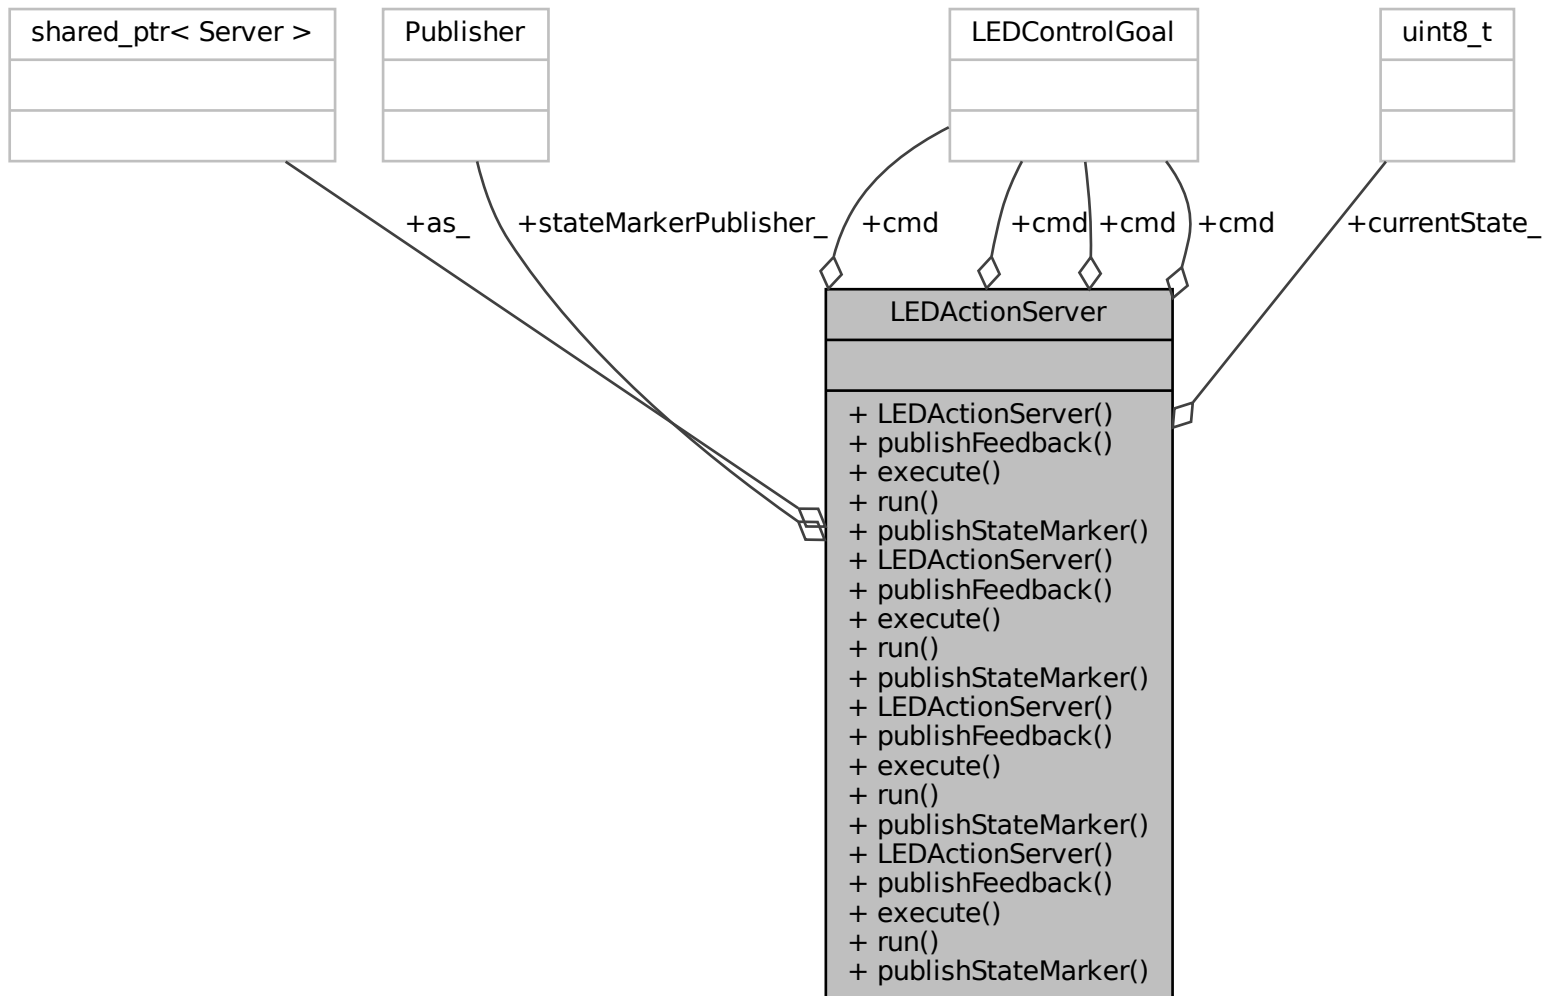 shared_ptr< Server >
Publisher
LEDControlGoal
uint8_t
+as_
+stateMarkerPublisher_
+cmd
+cmd
+cmd
+cmd
+currentState_
LEDActionServer
+ LEDActionServer()
+ publishFeedback()
+ execute()
+ run()
+ publishStateMarker()
+ LEDActionServer()
+ publishFeedback()
+ execute()
+ run()
+ publishStateMarker()
+ LEDActionServer()
+ publishFeedback()
+ execute()
+ run()
+ publishStateMarker()
+ LEDActionServer()
+ publishFeedback()
+ execute()
+ run()
+ publishStateMarker()